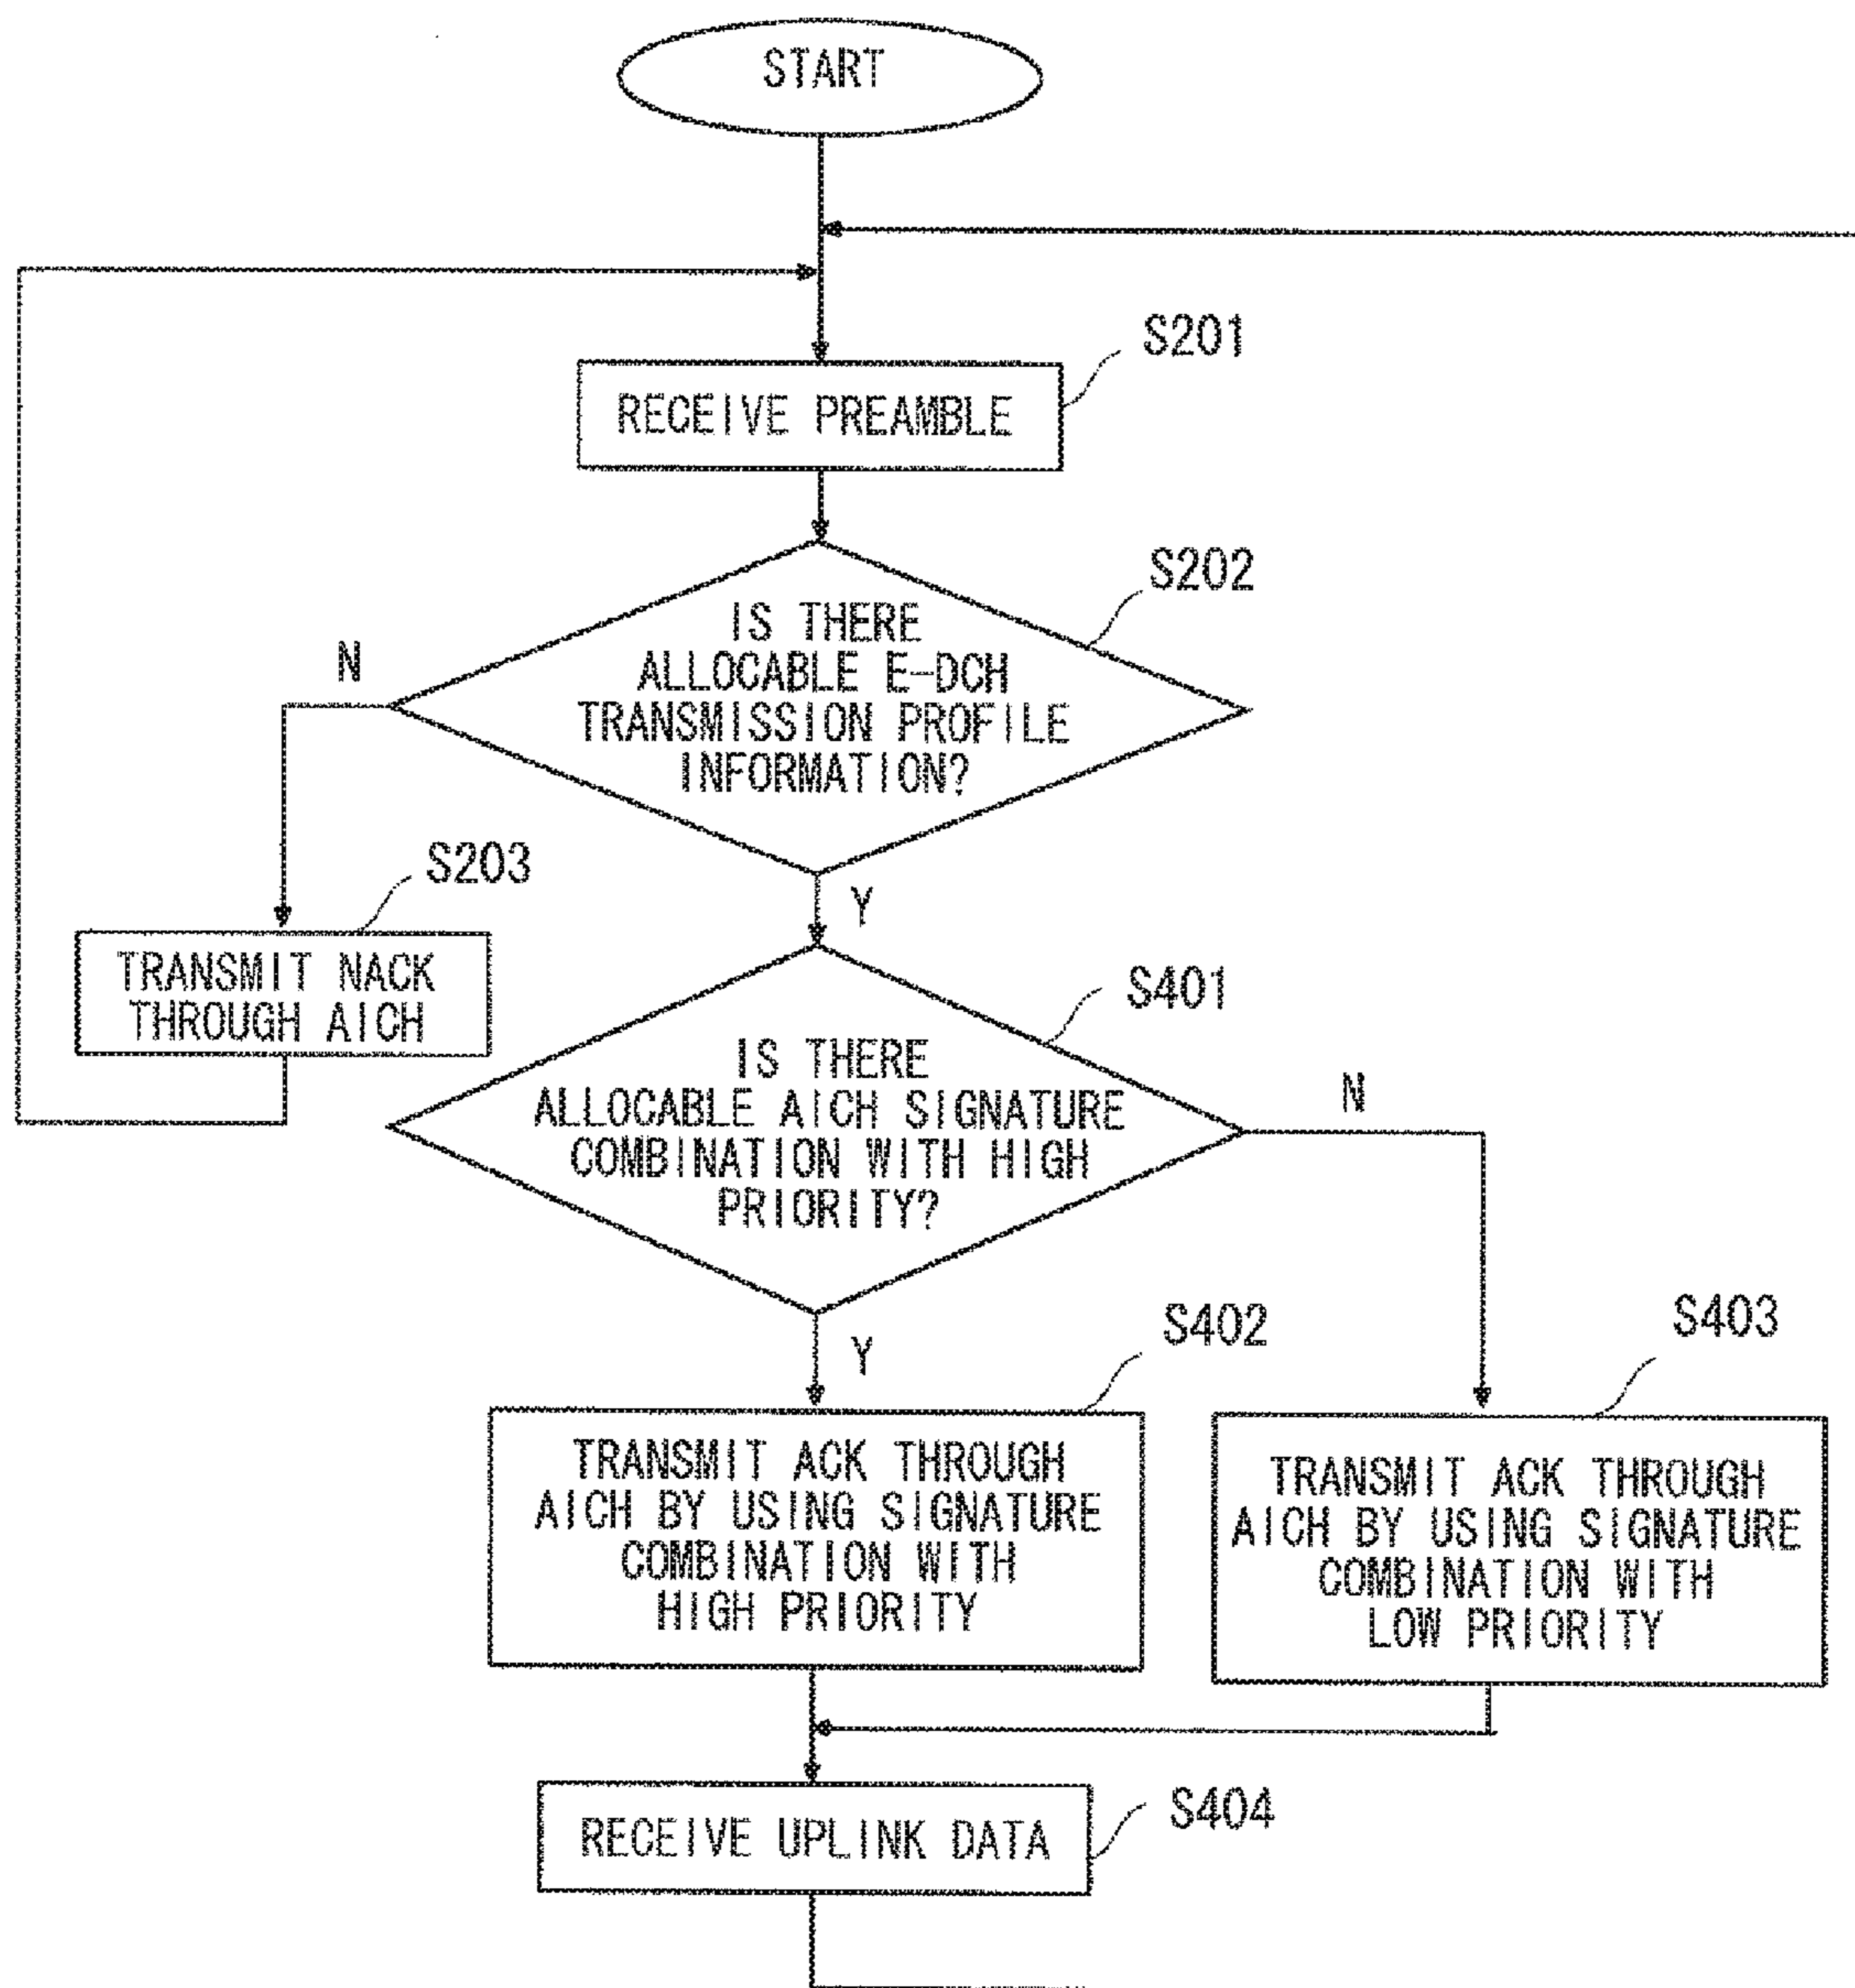 START
S201
RECEIVE PREAMBLE
S202
IS THERE
ALLOCABLE E-DCH
TRANSMISSION PROFILE
INFORMATION?
N
Y
S203
TRANSMIT NACK
THROUGH AICH
S401
IS THERE
ALLOCABLE AICH SIGNATURE
COMBINATION WITH HIGH
PRIORITY?
N
Y
S402
TRANSMIT ACK THROUGH
AICH BY USING SIGNATURE
COMBINATION WITH
HIGH PRIORITY
S403
TRANSMIT ACK THROUGH
AICH BY USING SIGNATURE
COMBINATION WITH
LOW PRIORITY
S404
RECEIVE UPLINK DATA